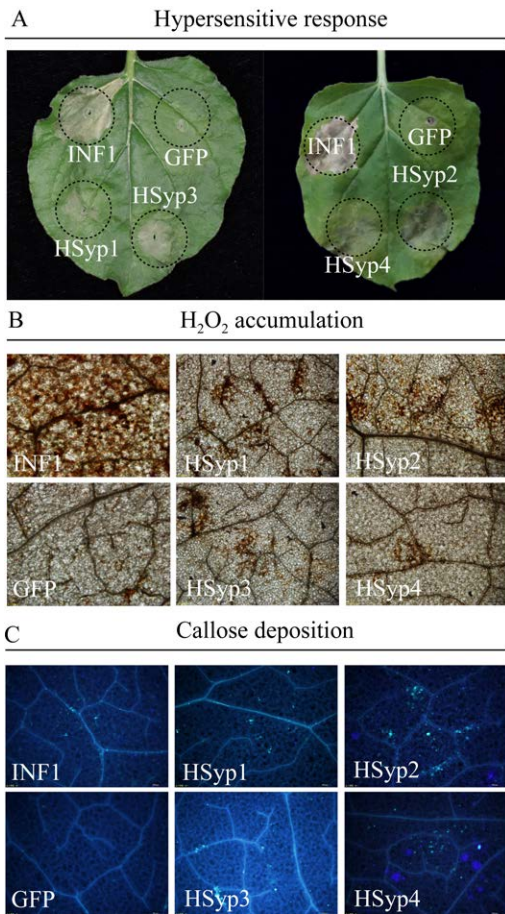 A Hypersensitive response
INF1 GFP
HSyp1 HSyp3
INF1 GFP
HSyp2
HSyp4
B H₂O₂ accumulation
INF1 HSyp1 HSyp2
GFP HSyp3 HSyp4
C Callose deposition
INF1 HSyp1 HSyp2
GFP HSyp3 HSyp4